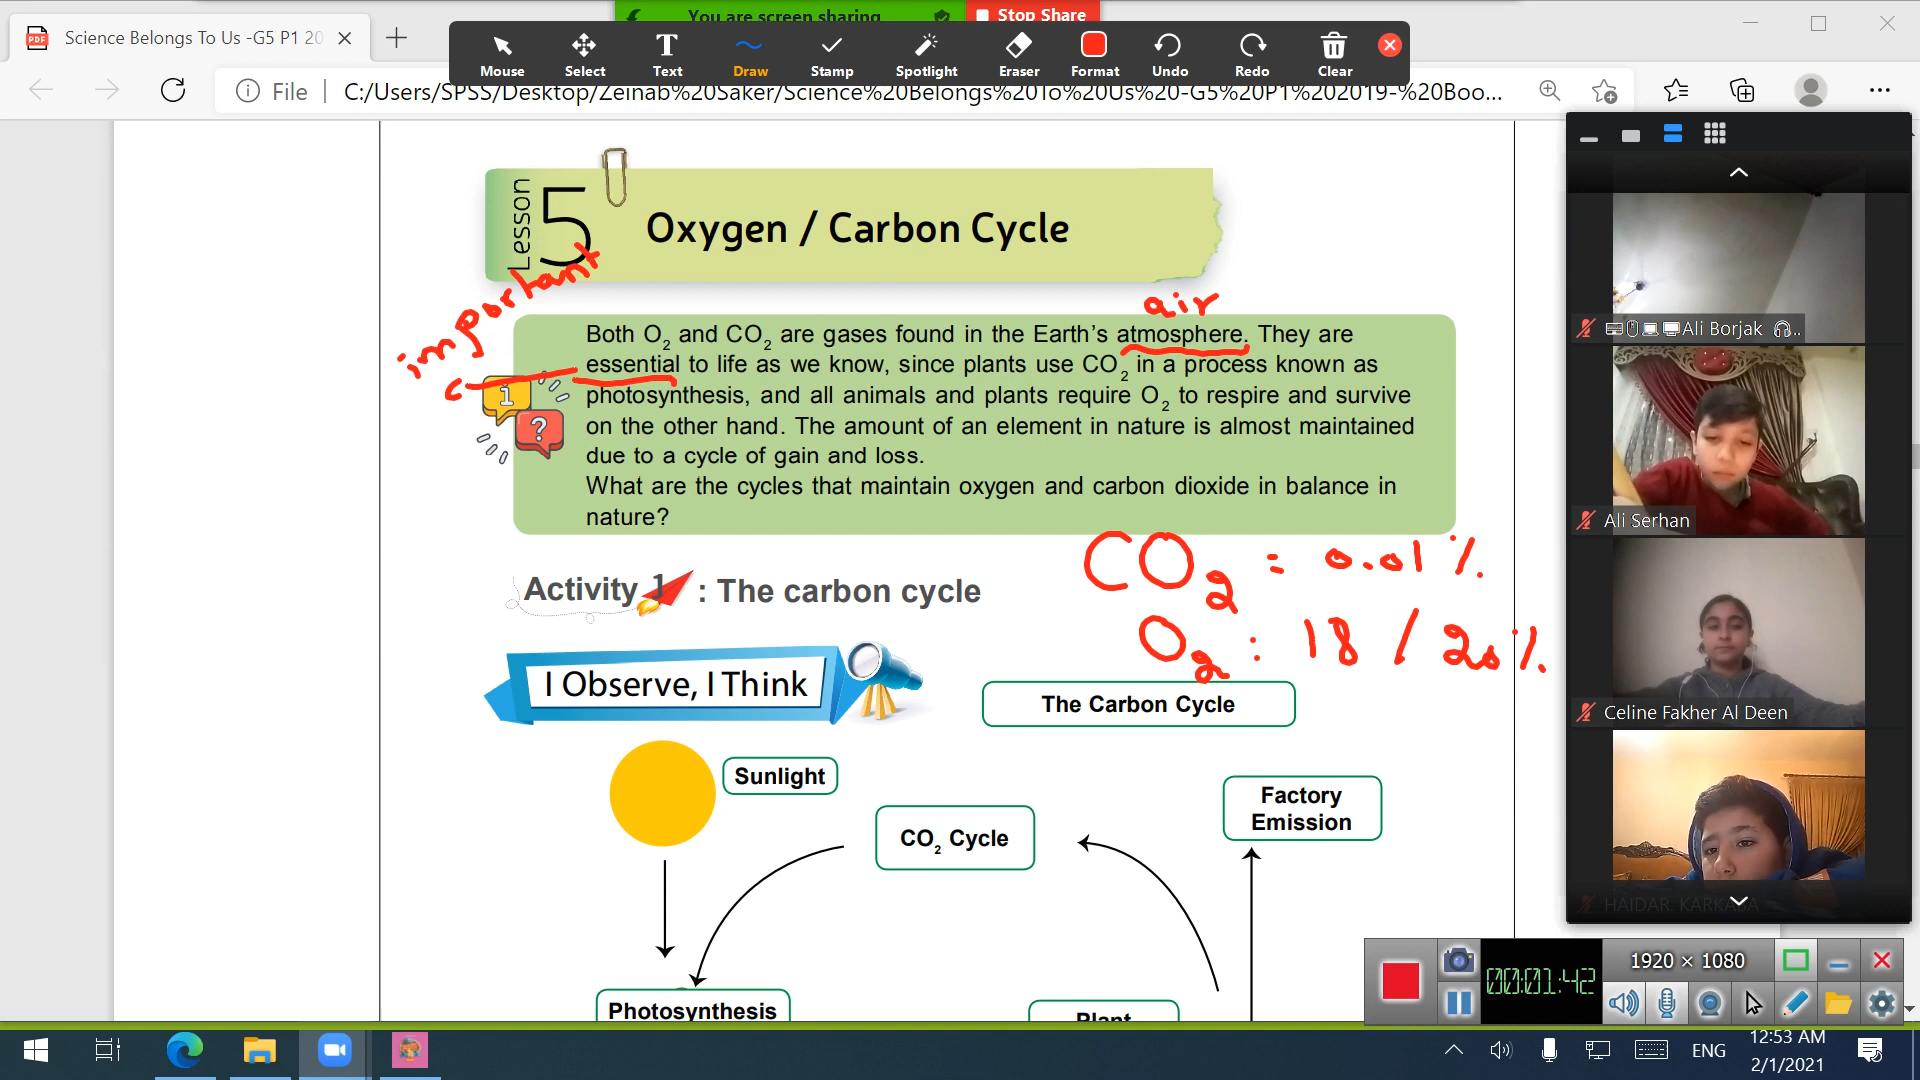 You are screen sharing
Stop Share
Science Belongs To Us -G5 P1 20
Mouse
Select
Text
Draw
Stamp
Spotlight
Eraser
Format
Undo
Redo
Clear
File
C:/Users/SPSS/Desktop/Zeinab%20Saker/Science%20Belongs%20To%20Us%20-G5%20P1%202019-%20Boo...
Lesson
5
Oxygen / Carbon Cycle
important
air
Both O2 and CO2 are gases found in the Earth's atmosphere. They are
essential to life as we know, since plants use CO2 in a process known as
photosynthesis, and all animals and plants require O2 to respire and survive
on the other hand. The amount of an element in nature is almost maintained
due to a cycle of gain and loss.
What are the cycles that maintain oxygen and carbon dioxide in balance in
nature?
CO2 = 0.01%
O2 : 18 / 20%
Activity 1 : The carbon cycle
I Observe, I Think
The Carbon Cycle
Sunlight
CO2 Cycle
Factory
Emission
Photosynthesis
Plant
Ali Borjak
Ali Serhan
Celine Fakher Al Deen
HAIDAR. KARKABA
00:01:42
1920 × 1080
ENG
12:53 AM
2/1/2021